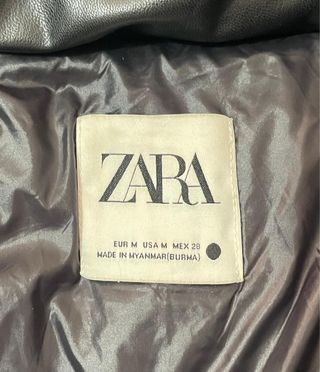 ZARA
EUR M USA M MEX 28
MADE IN MYANMAR(BURMA)